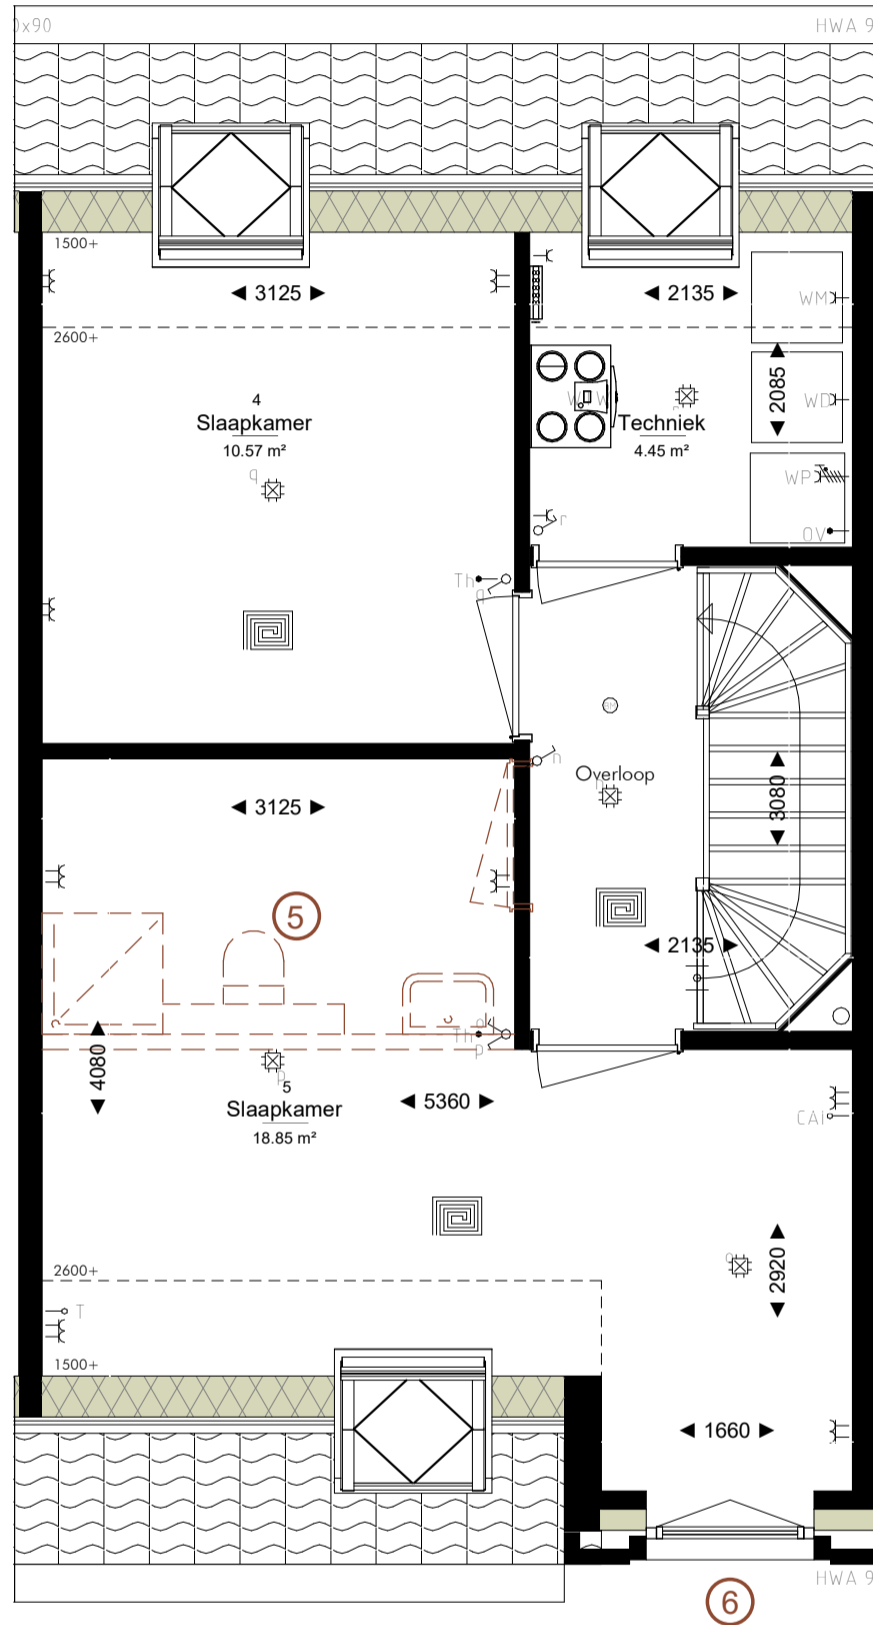 0x90
HWA 9
1500+
3125
2135
WM
2600+
2085
4
Slaapkamer
10.57 m²
WD
Techniek
4.45 m²
q
WP
r
OV
Th
q
RM
h
Overloop
3080
3125
5
2135
Th
p
4080
p
5
Slaapkamer
18.85 m²
5360
CAI
2600+
2920
T
1500+
1660
HWA 9
6